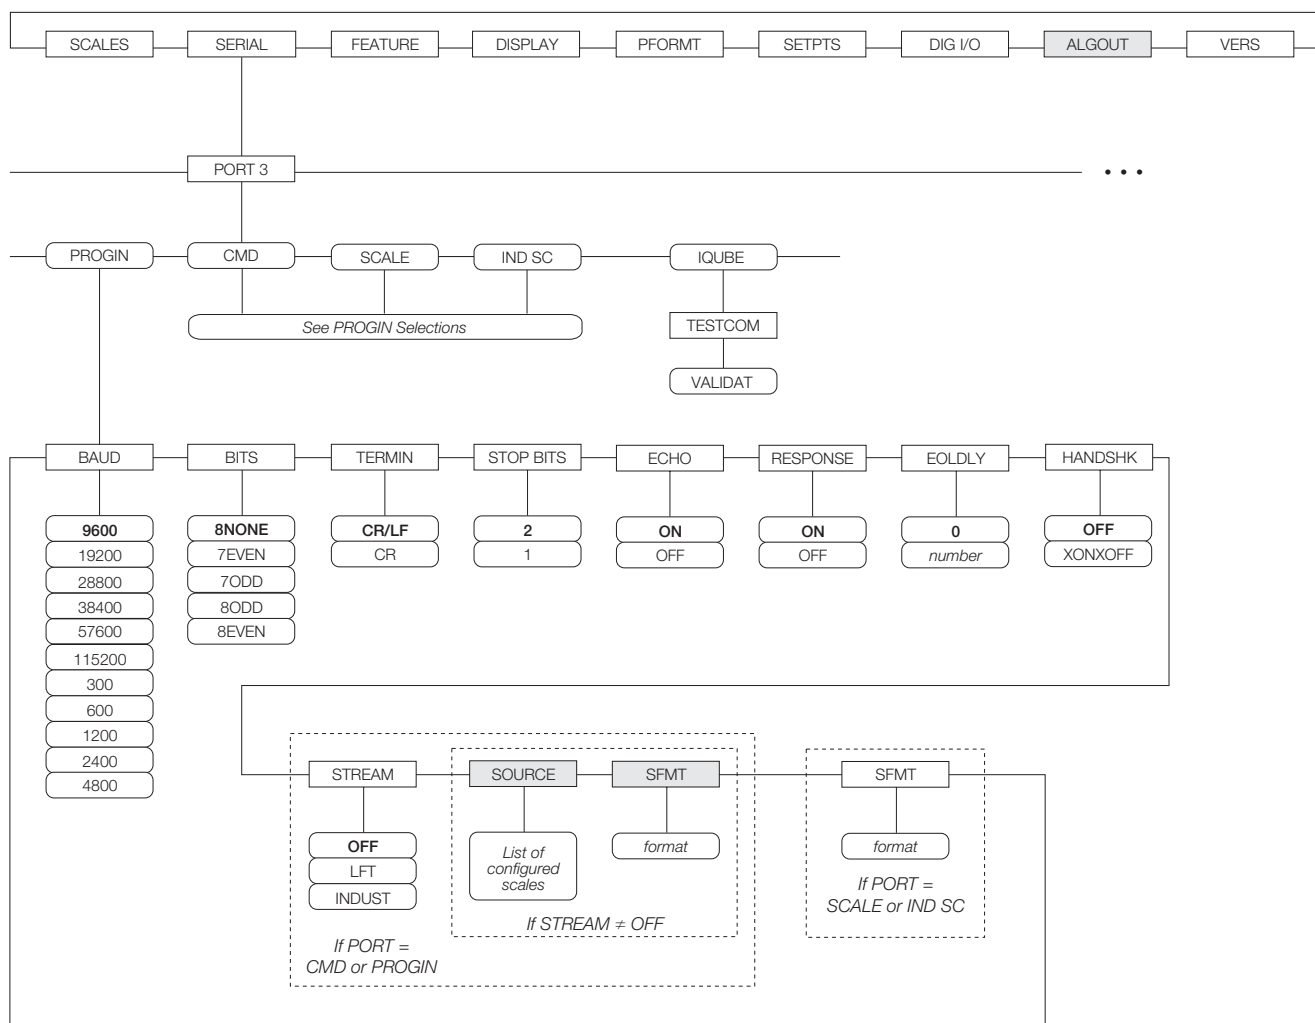 SCALES
SERIAL
FEATURE
DISPLAY
PFORMT
SETPTS
DIG I/O
ALGOUT
VERS
PORT 3
• • •
PROGIN
CMD
SCALE
IND SC
IQUBE
See PROGIN Selections
TESTCOM
VALIDAT
BAUD
BITS
TERMIN
STOP BITS
ECHO
RESPONSE
EOLDLY
HANDSHK
9600
19200
28800
38400
57600
115200
300
600
1200
2400
4800
8NONE
7EVEN
7ODD
8ODD
8EVEN
CR/LF
CR
2
1
ON
OFF
ON
OFF
0
number
OFF
XONXOFF
STREAM
SOURCE
SFMT
SFMT
OFF
LFT
INDUST
List of
configured
scales
format
format
If STREAM ≠ OFF
If PORT =
CMD or PROGIN
If PORT =
SCALE or IND SC